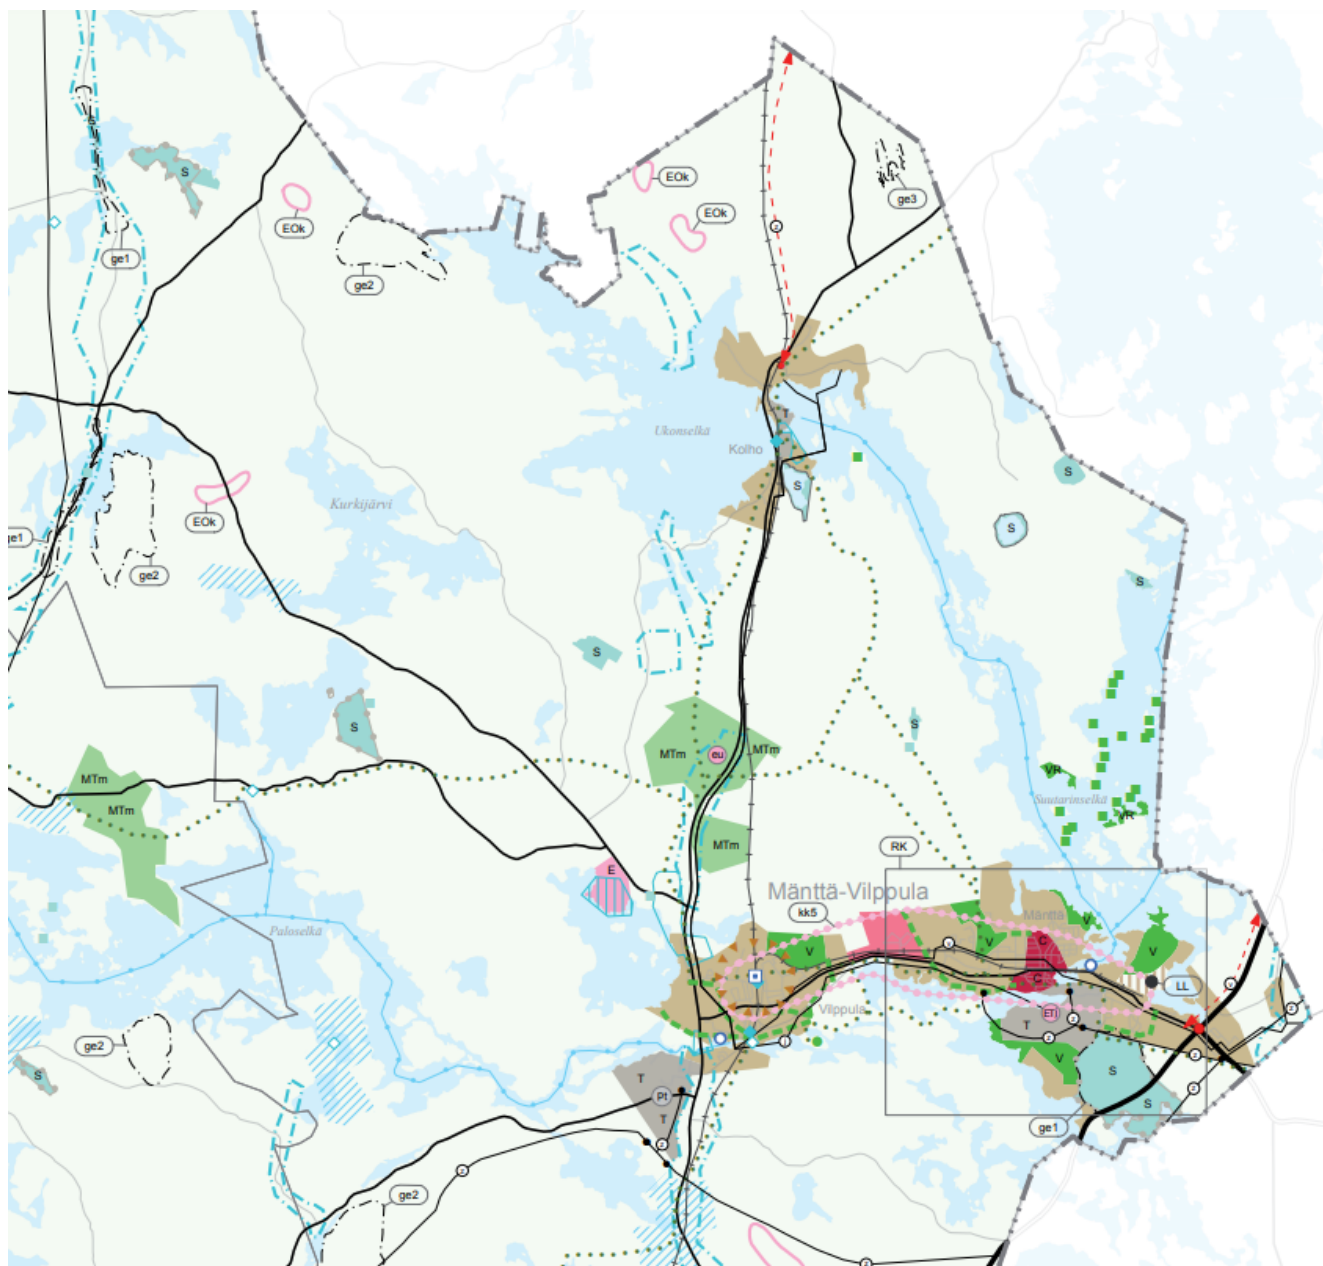 S
EOk
EOk
EOk
ge3
ge1
ge2
z
Ukonselkä
Kolho
T
S
S
S
Kurkijärvi
EOk
ge1
ge2
S
S
S
S
MTm
eu
MTm
MTm
MTm
MTm
VR
Suutarinselkä
VR
E
RK
Mänttä-Vilppula
kk5
Mänttä
V
V
V
V
C
C
LL
Paloselkä
Vilppula
ET
T
z
z
v
v
z
z
z
V
S
S
ge1
ge2
S
T
Pt
T
z
z
ge2
z